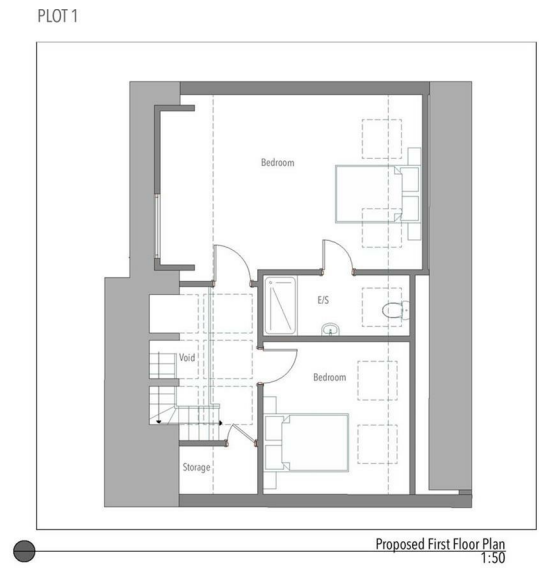 PLOT 1
Bedroom
E/S
Void
Bedroom
Storage
Proposed First Floor Plan
1:50